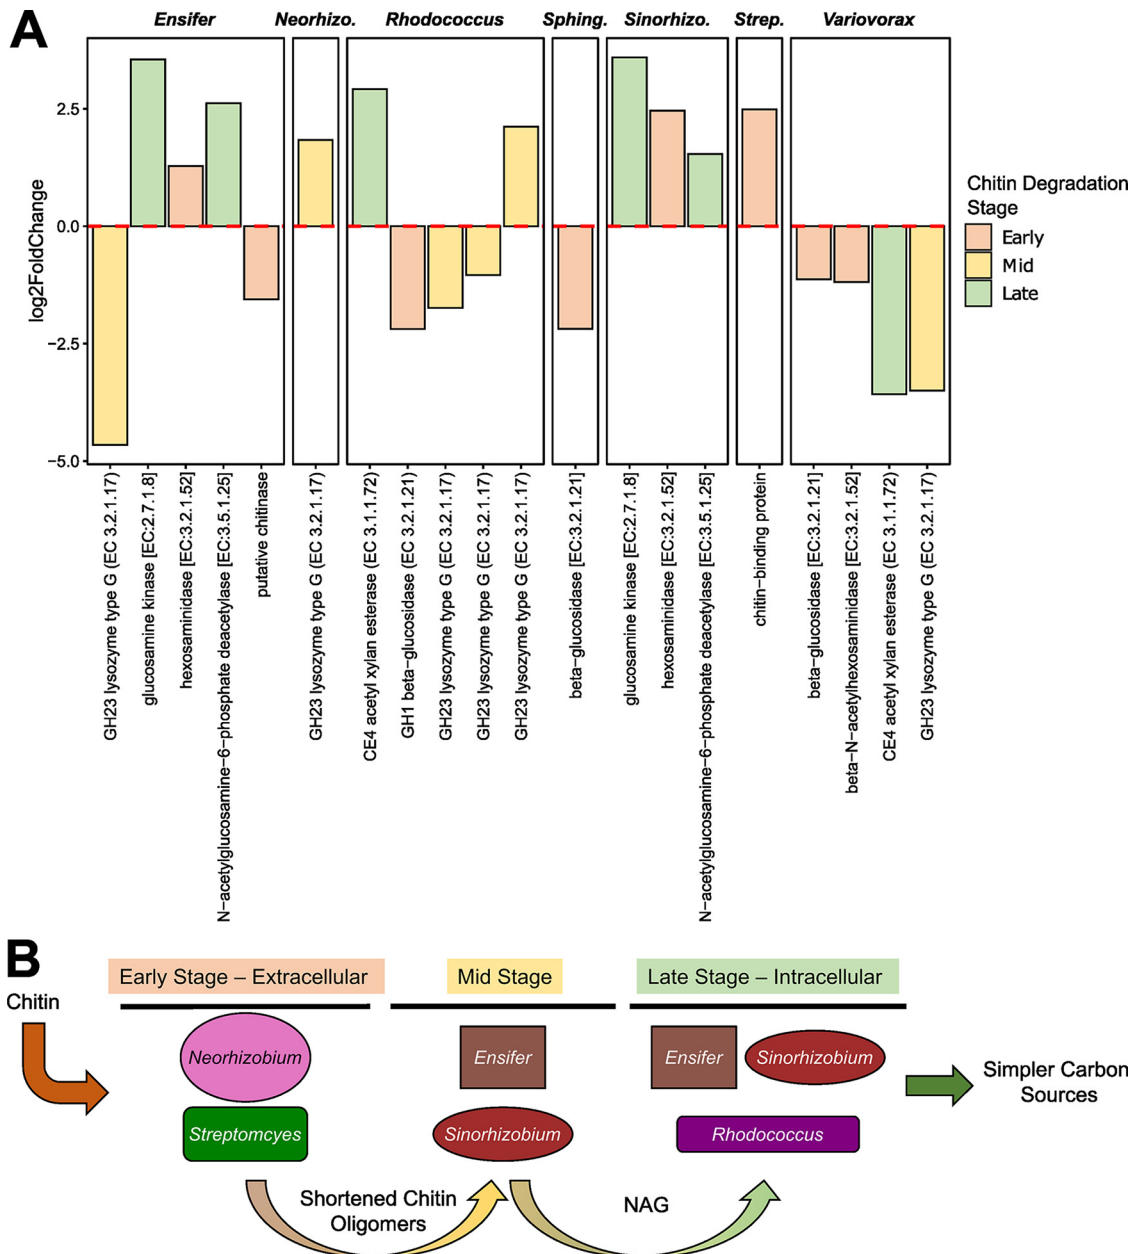 A
Ensifer
Neorhizo.
Rhodococcus
Sphing.
Sinorhizo.
Strep.
Variovorax
log2FoldChange
2.5
0.0
−2.5
−5.0
Chitin Degradation
Stage
Early
Mid
Late
GH23 lysozyme type G (EC 3.2.1.17)
glucosamine kinase [EC:2.7.1.8]
hexosaminidase [EC:3.2.1.52]
N−acetylglucosamine−6−phosphate deacetylase [EC:3.5.1.25]
putative chitinase
GH23 lysozyme type G (EC 3.2.1.17)
CE4 acetyl xylan esterase (EC 3.1.1.72)
GH1 beta−glucosidase (EC 3.2.1.21)
GH23 lysozyme type G (EC 3.2.1.17)
GH23 lysozyme type G (EC 3.2.1.17)
GH23 lysozyme type G (EC 3.2.1.17)
beta−glucosidase [EC:3.2.1.21]
glucosamine kinase [EC:2.7.1.8]
hexosaminidase [EC:3.2.1.52]
N−acetylglucosamine−6−phosphate deacetylase [EC:3.5.1.25]
chitin−binding protein
beta−glucosidase [EC:3.2.1.21]
beta−N−acetylhexosaminidase [EC:3.2.1.52]
CE4 acetyl xylan esterase (EC 3.1.1.72)
GH23 lysozyme type G (EC 3.2.1.17)
B
Early Stage – Extracellular
Mid Stage
Late Stage – Intracellular
Chitin
Neorhizobium
Streptomcyes
Ensifer
Sinorhizobium
Ensifer
Sinorhizobium
Rhodococcus
Simpler Carbon
Sources
Shortened Chitin
Oligomers
NAG